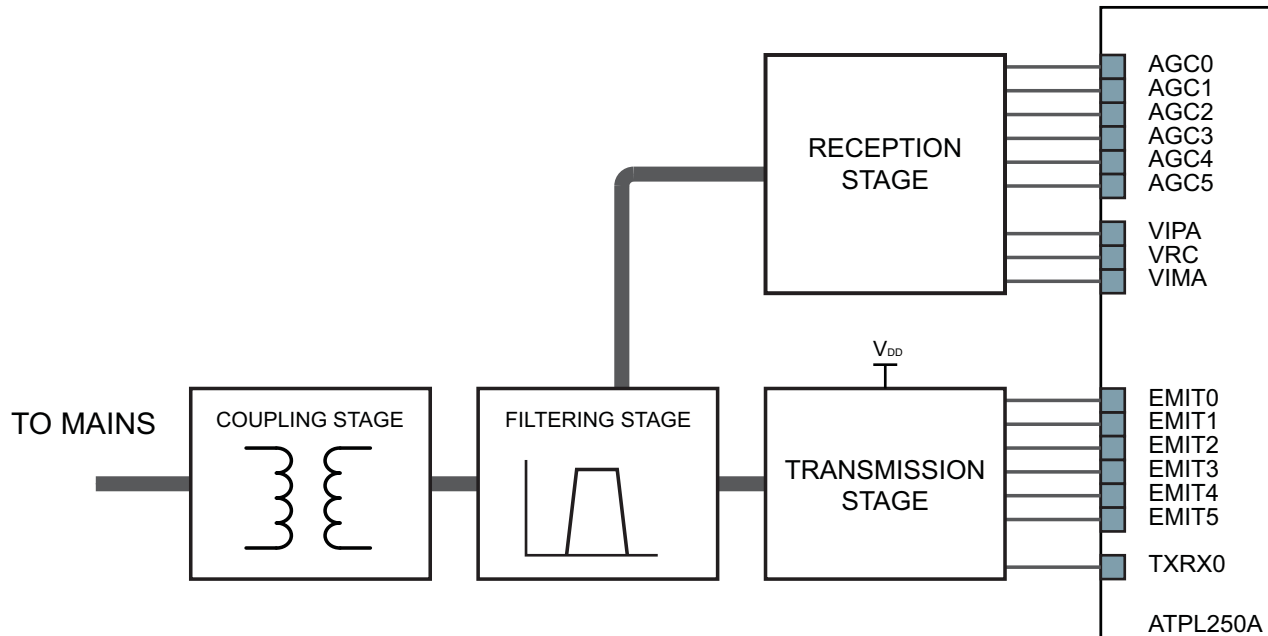 AGC0
AGC1
AGC2
AGC3
AGC4
AGC5
RECEPTION
STAGE
VIPA
VRC
VIMA
VDD
TO MAINS
COUPLING STAGE
FILTERING STAGE
TRANSMISSION
STAGE
EMIT0
EMIT1
EMIT2
EMIT3
EMIT4
EMIT5
TXRX0
ATPL250A